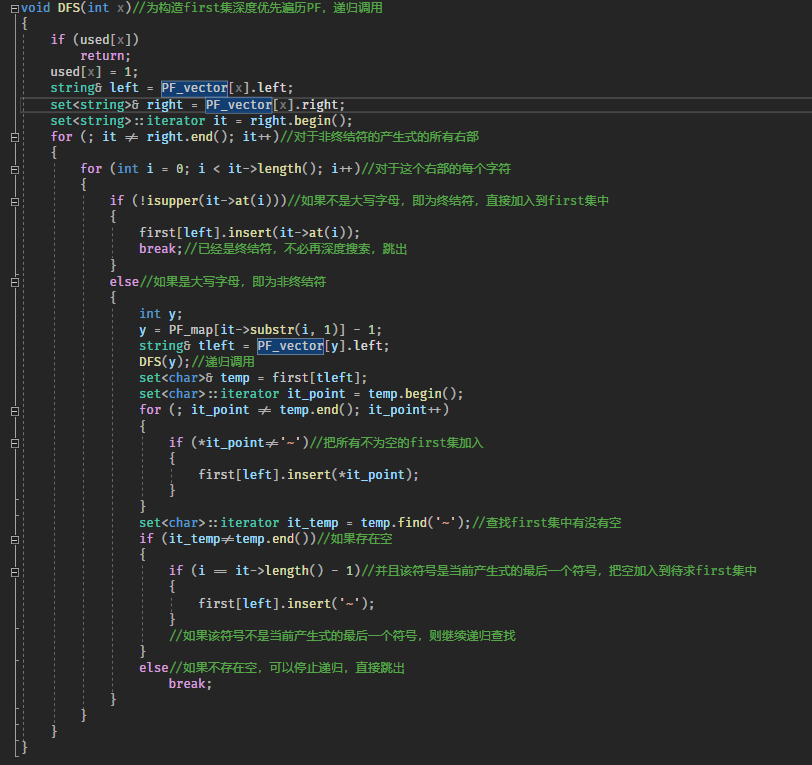 void DFS(int x)//为构造first集深度优先遍历PF，递归调用
{
    if (used[x])
        return;
    used[x] = 1;
    string& left = PF_vector[x].left;
    set<string>& right = PF_vector[x].right;
    set<string>::iterator it = right.begin();
    for (; it ≠ right.end(); it++)//对于非终结符的产生式的所有右部
    {
        for (int i = 0; i < it->length(); i++)//对于这个右部的每个字符
        {
            if (!isupper(it->at(i)))//如果不是大写字母，即为终结符，直接加入到first集中
            {
                first[left].insert(it->at(i));
                break;//已经是终结符，不必再深度搜索，跳出
            }
            else//如果是大写字母，即为非终结符
            {
                int y;
                y = PF_map[it->substr(i, 1)] - 1;
                string& tleft = PF_vector[y].left;
                DFS(y);//递归调用
                set<char>& temp = first[tleft];
                set<char>::iterator it_point = temp.begin();
                for (; it_point ≠ temp.end(); it_point++)
                {
                    if (*it_point≠'~')//把所有不为空的first集加入
                    {
                        first[left].insert(*it_point);
                    }
                }
                set<char>::iterator it_temp = temp.find('~');//查找first集中有没有空
                if (it_temp≠temp.end())//如果存在空
                {
                    if (i == it->length() - 1)//并且该符号是当前产生式的最后一个符号，把空加入到待求first集中
                    {
                        first[left].insert('~');
                    }
                    //如果该符号不是当前产生式的最后一个符号，则继续递归查找
                }
                else//如果不存在空，可以停止递归，直接跳出
                    break;
            }
        }
    }
}